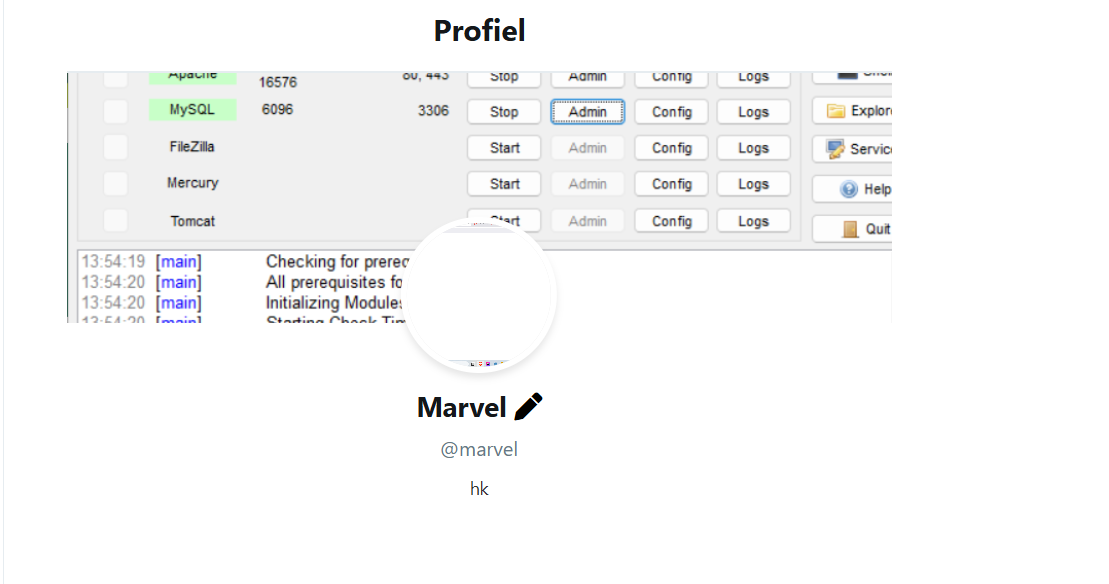 Profiel
Apache 16576 80, 443 Stop Admin Config Logs
MySQL 6096 3306 Stop Admin Config Logs Explor
FileZilla Start Admin Config Logs Servic
Mercury Start Admin Config Logs Help
Tomcat Start Admin Config Logs Quit
13:54:19 [main] Checking for prerec
13:54:20 [main] All prerequisites fo
13:54:20 [main] Initializing Modules
13:54:20 [main] Starting Check Tim
Marvel
@marvel
hk